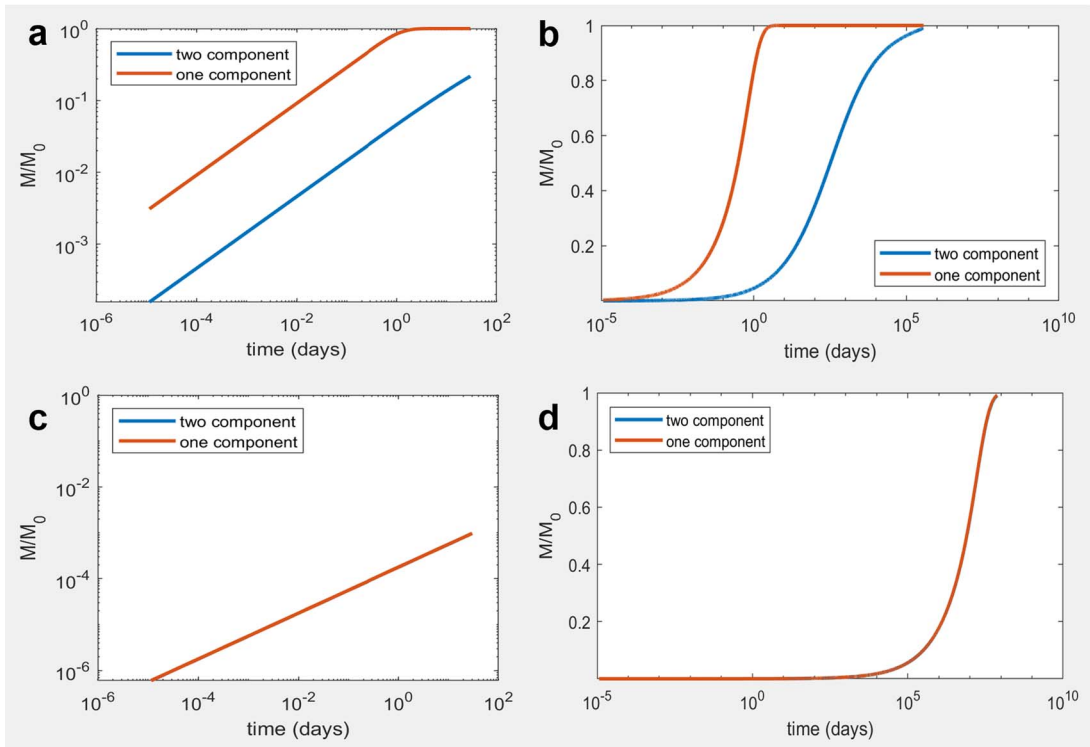 a
two component
one component
M/M0
10^0
10^-1
10^-2
10^-3
10^-6
10^-4
10^-2
10^0
10^2
time (days)
b
M/M0
1
0.8
0.6
0.4
0.2
two component
one component
10^-5
10^0
10^5
10^10
time (days)
c
two component
one component
M/M0
10^0
10^-2
10^-4
10^-6
10^-6
10^-4
10^-2
10^0
10^2
time (days)
d
two component
one component
M/M0
1
0.8
0.6
0.4
0.2
10^-5
10^0
10^5
10^10
time (days)